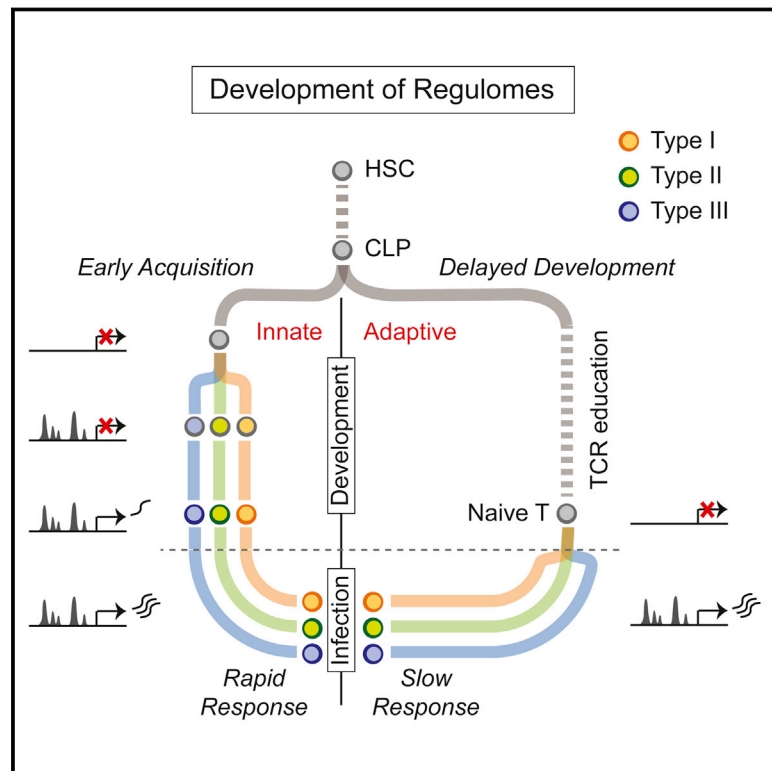 Development of Regulomes
Type I
Type II
Type III
HSC
CLP
Early Acquisition
Delayed Development
Innate
Adaptive
Development
TCR education
Naive T
Infection
Rapid
Response
Slow
Response